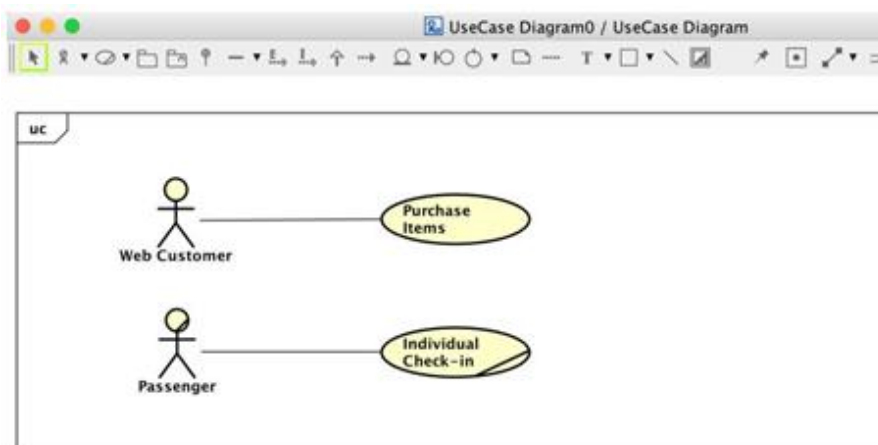 UseCase Diagram0 / UseCase Diagram
T
uc
Purchase
Items
Web Customer
Individual
Check-in
Passenger